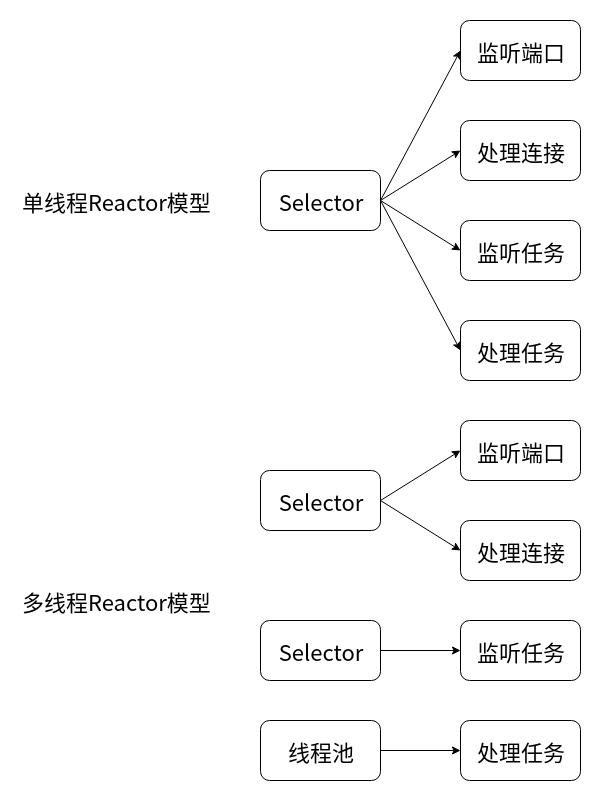 单线程Reactor模型
Selector
监听端口
处理连接
监听任务
处理任务
多线程Reactor模型
Selector
监听端口
处理连接
Selector
监听任务
线程池
处理任务